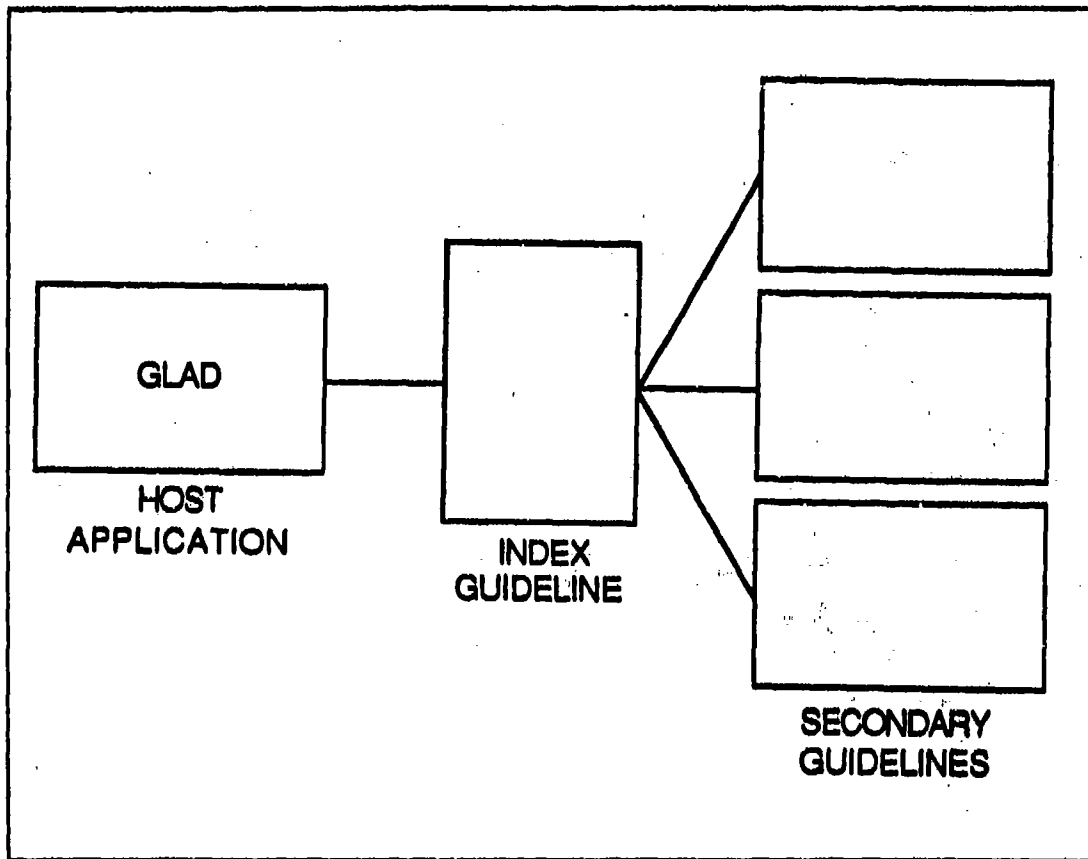 GLAD
HOST
APPLICATION
INDEX
GUIDELINE
SECONDARY
GUIDELINES